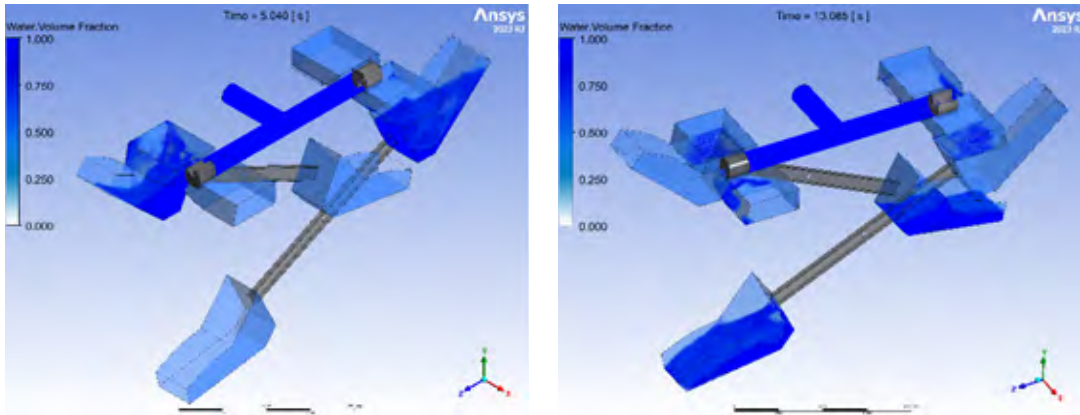 Time = 5.040 [ s ]
Ansys
2023 R2
Water.Volume Fraction
1.000
0.750
0.500
0.250
0.000
Y
Z
X
Time = 13.085 [ s ]
Ansys
2023 R2
Water.Volume Fraction
1.000
0.750
0.500
0.250
0.000
Y
Z
X